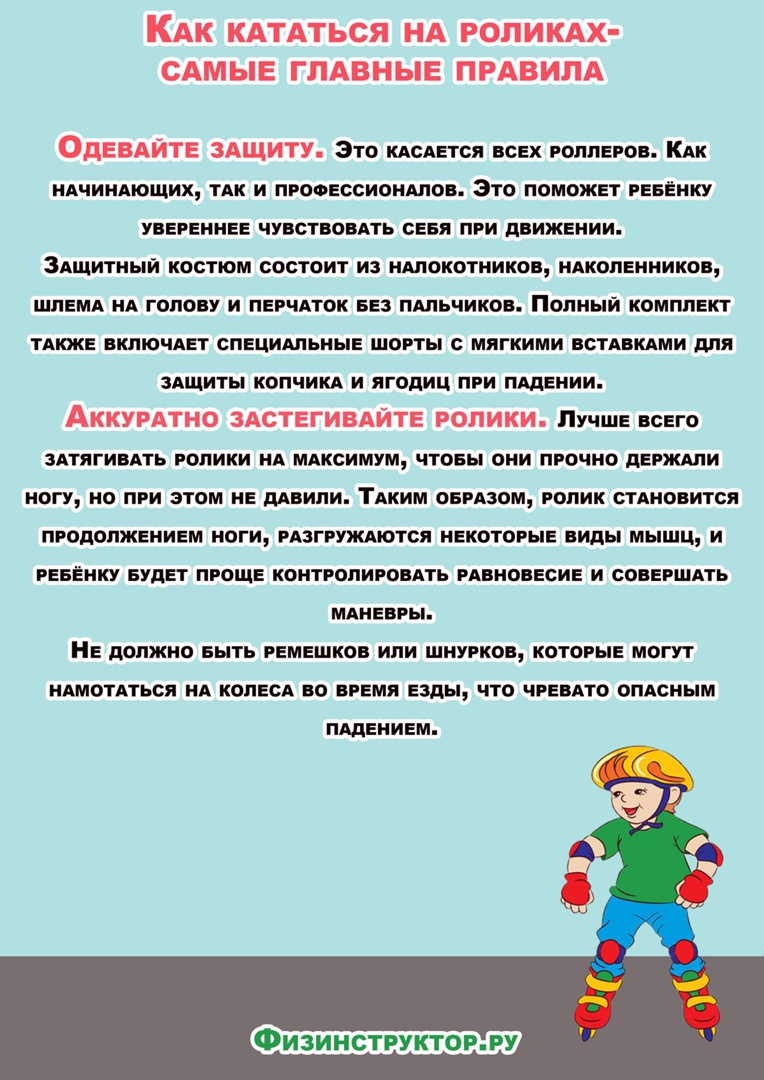 Как кататься на роликах-
самые главные правила
Одевайте защиту. Это касается всех роллеров. Как
начинающих, так и профессионалов. Это поможет ребёнку
увереннее чувствовать себя при движении.
Защитный костюм состоит из налокотников, наколенников,
шлема на голову и перчаток без пальчиков. Полный комплект
также включает специальные шорты с мягкими вставками для
защиты копчика и ягодиц при падении.
Аккуратно застегивайте ролики. Лучше всего
затягивать ролики на максимум, чтобы они прочно держали
ногу, но при этом не давили. Таким образом, ролик становится
продолжением ноги, разгружаются некоторые виды мышц, и
ребёнку будет проще контролировать равновесие и совершать
маневры.
Не должно быть ремешков или шнурков, которые могут
намотаться на колеса во время езды, что чревато опасным
падением.
Физинструктор.ру